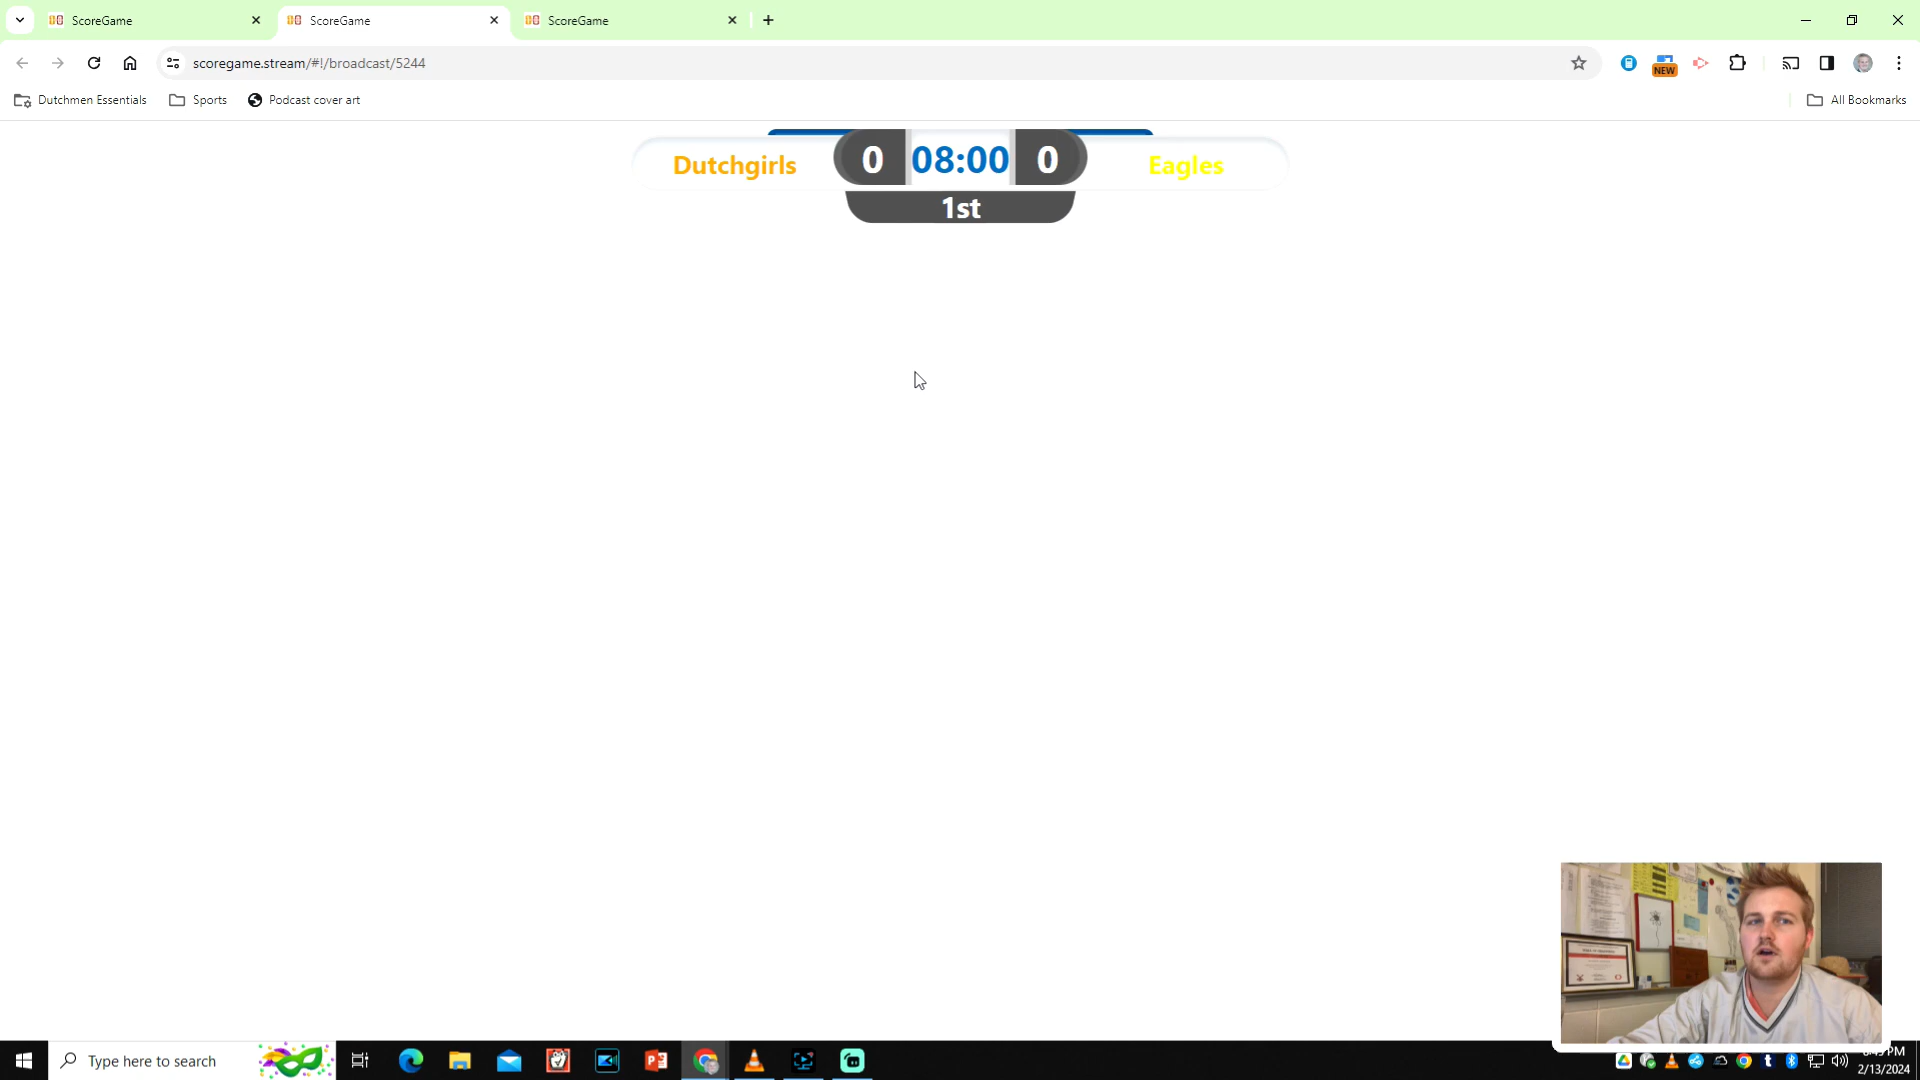 ScoreGame
ScoreGame
ScoreGame
scoregame.stream/#!/broadcast/5244
NEW
Dutchmen Essentials
Sports
Podcast cover art
All Bookmarks
Dutchgirls
0
08:00
0
Eagles
1st
Type here to search
2/13/2024